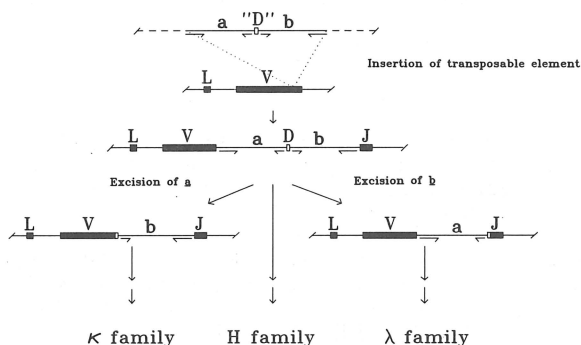 a "D" b
Insertion of transposable element
L V
L V a D b J
Excision of a Excision of b
L V b J L V a J
κ family H family λ family